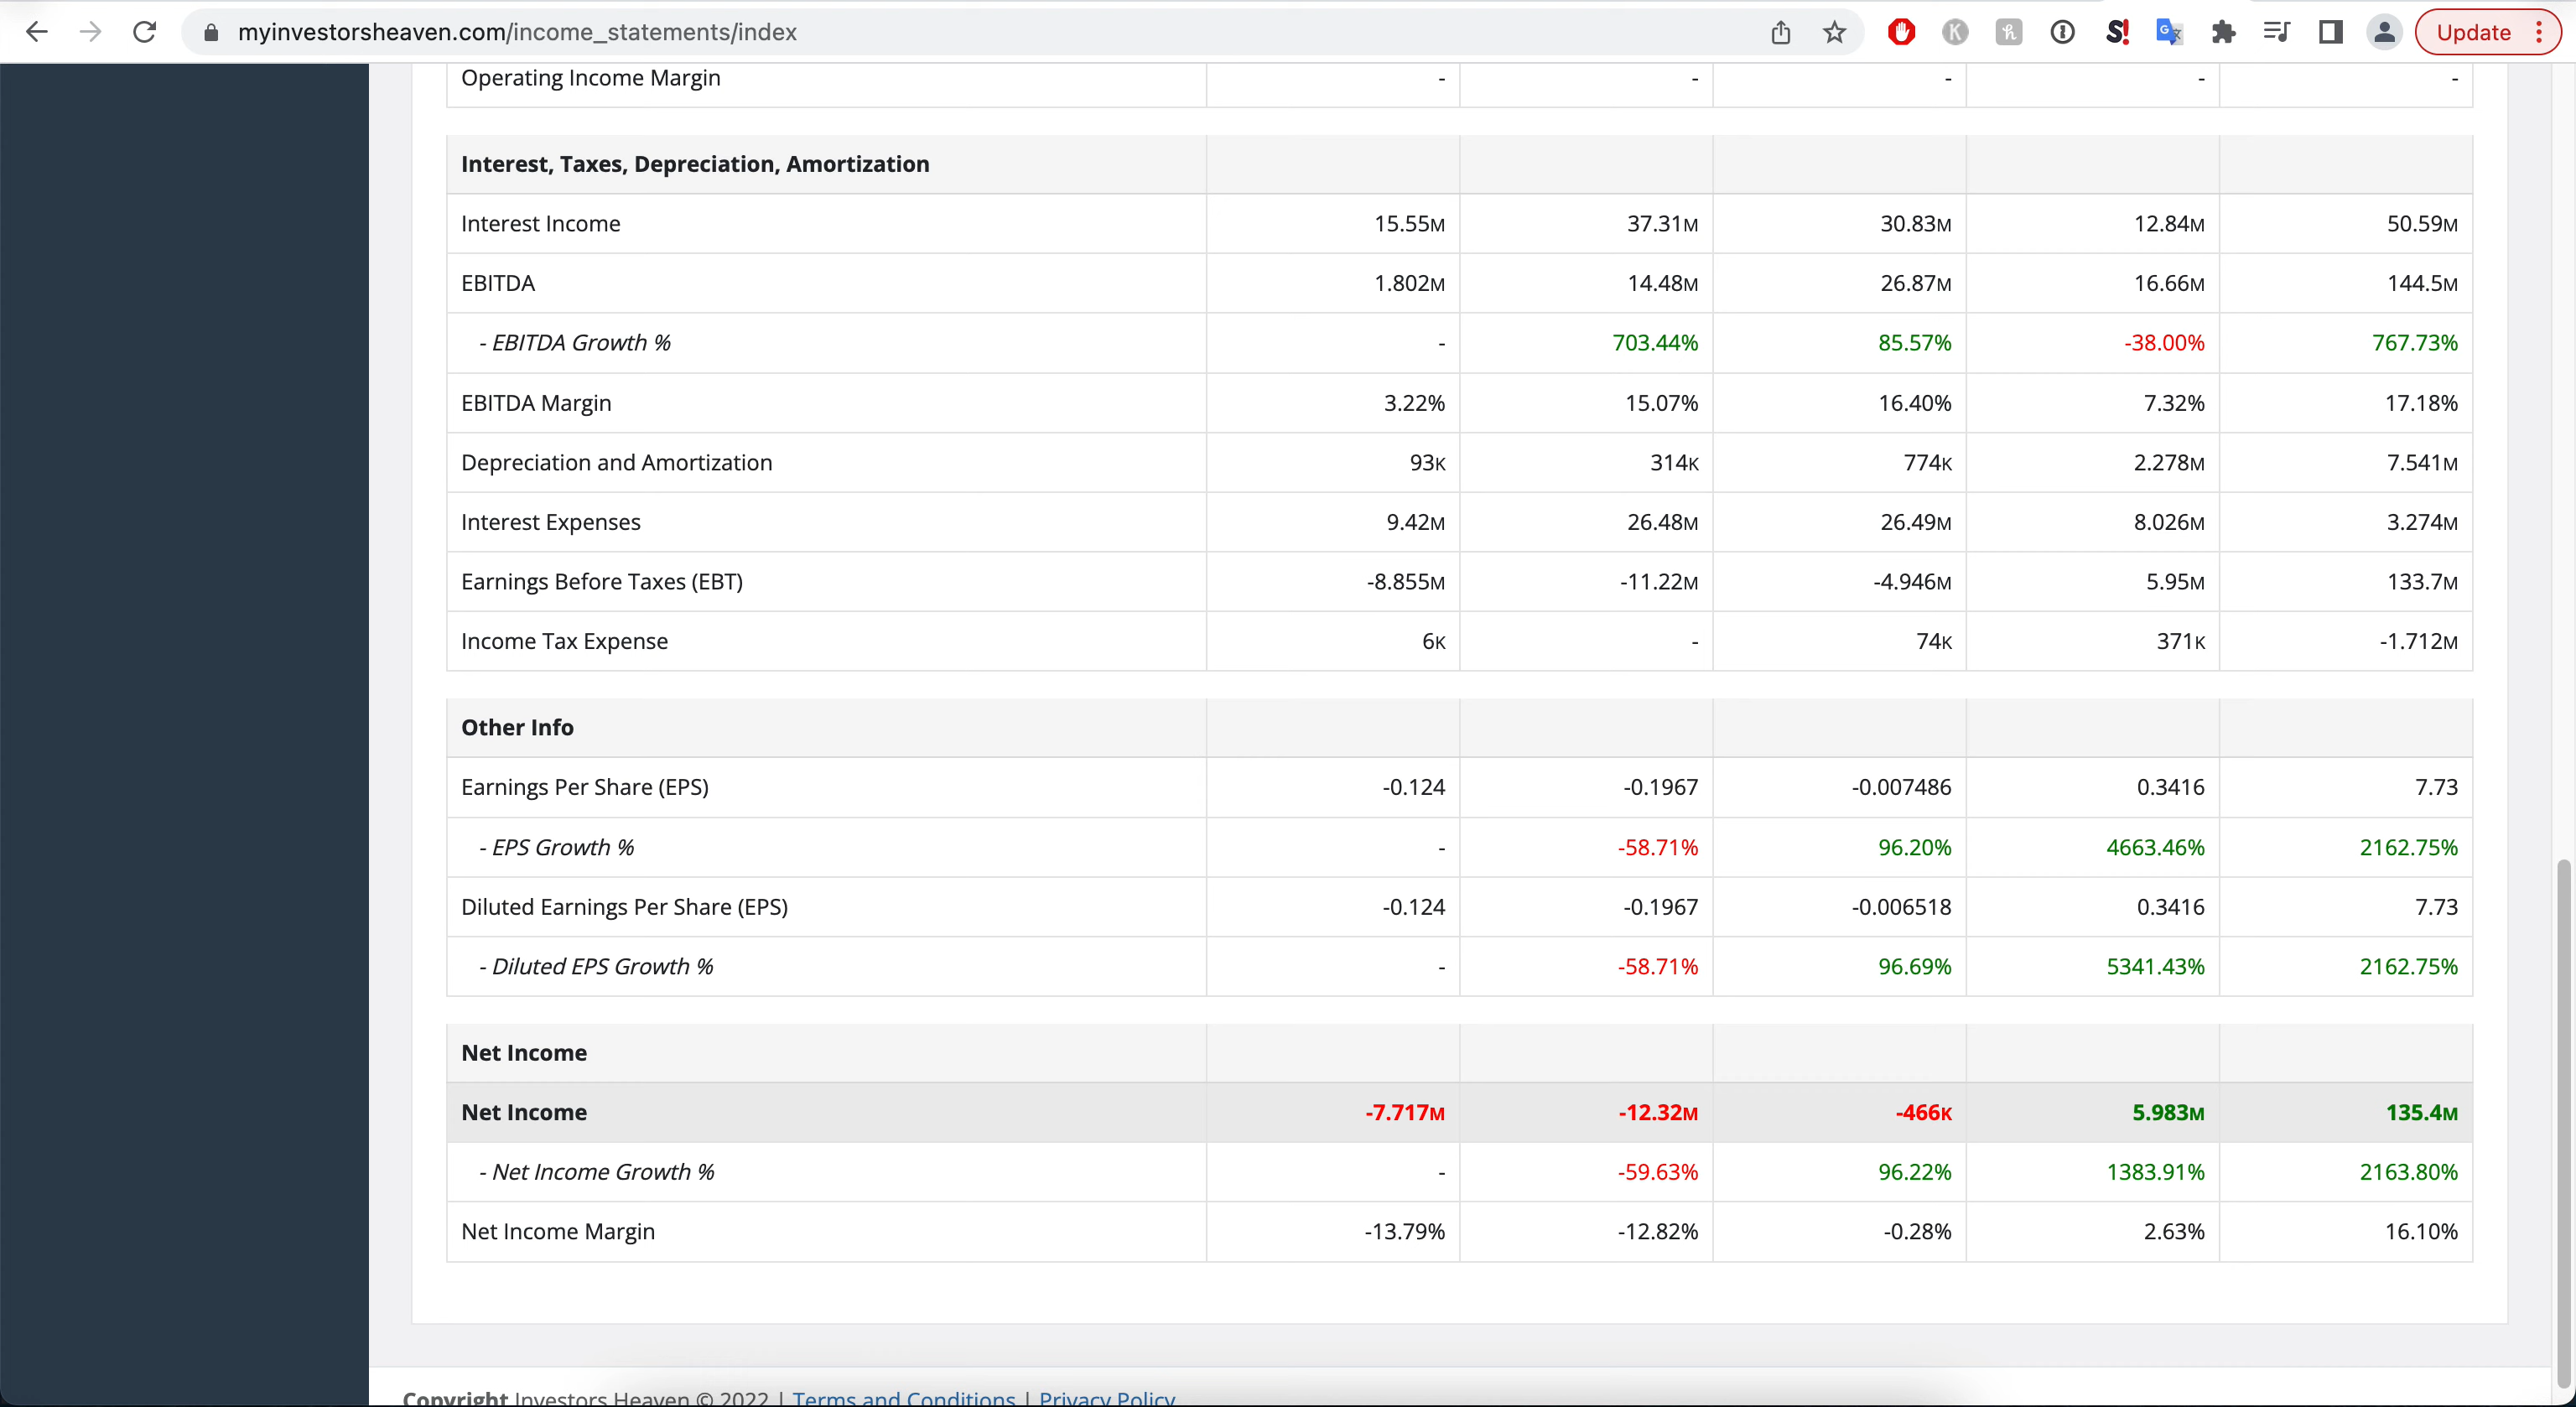 myinvestorsheaven.com/income_statements/index Update
Operating Income Margin - - - - -
Interest, Taxes, Depreciation, Amortization
Interest Income 15.55M 37.31M 30.83M 12.84M 50.59M
EBITDA 1.802M 14.48M 26.87M 16.66M 144.5M
- EBITDA Growth % - 703.44% 85.57% -38.00% 767.73%
EBITDA Margin 3.22% 15.07% 16.40% 7.32% 17.18%
Depreciation and Amortization 93K 314K 774K 2.278M 7.541M
Interest Expenses 9.42M 26.48M 26.49M 8.026M 3.274M
Earnings Before Taxes (EBT) -8.855M -11.22M -4.946M 5.95M 133.7M
Income Tax Expense 6K - 74K 371K -1.712M
Other Info
Earnings Per Share (EPS) -0.124 -0.1967 -0.007486 0.3416 7.73
- EPS Growth % - -58.71% 96.20% 4663.46% 2162.75%
Diluted Earnings Per Share (EPS) -0.124 -0.1967 -0.006518 0.3416 7.73
- Diluted EPS Growth % - -58.71% 96.69% 5341.43% 2162.75%
Net Income
Net Income -7.717M -12.32M -466K 5.983M 135.4M
- Net Income Growth % - -59.63% 96.22% 1383.91% 2163.80%
Net Income Margin -13.79% -12.82% -0.28% 2.63% 16.10%
Copyright Investors Heaven © 2022 | Terms and Conditions | Privacy Policy